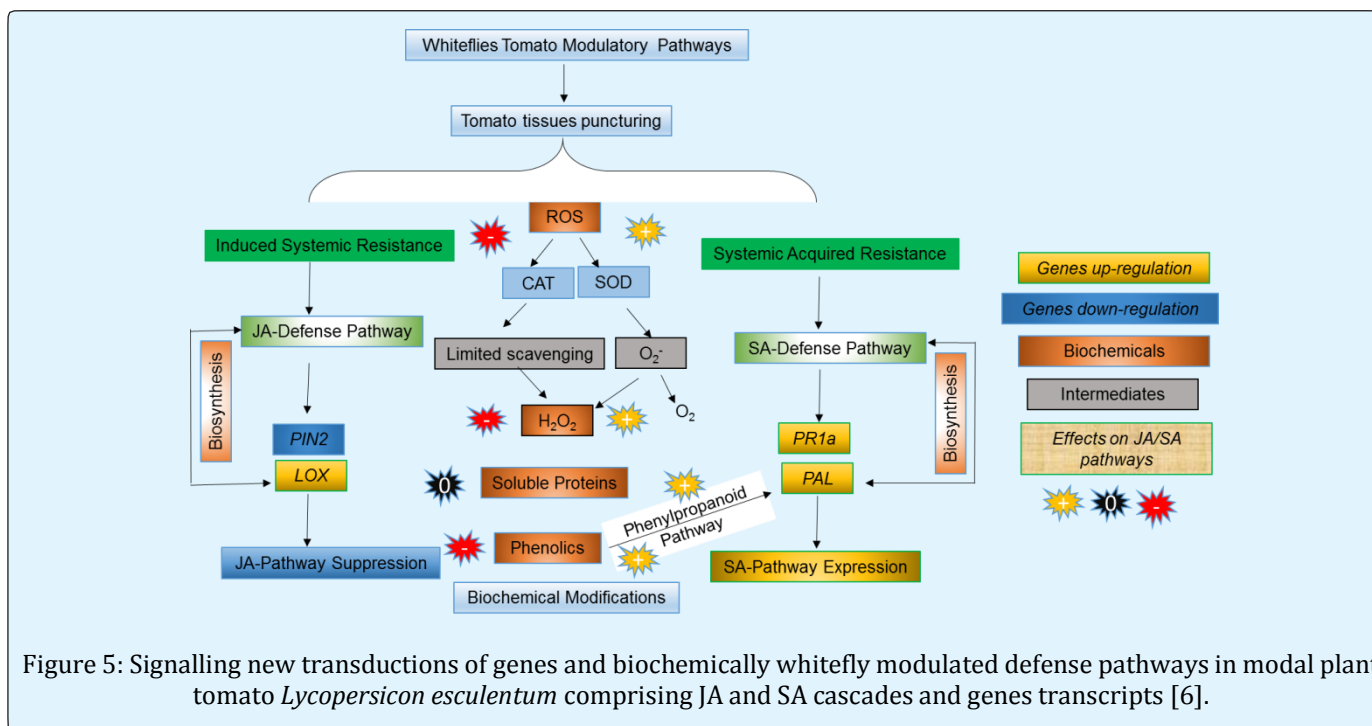 Whiteflies Tomato Modulatory Pathways
Tomato tissues puncturing
ROS
-
+
Induced Systemic Resistance
Systemic Acquired Resistance
CAT
SOD
JA-Defense Pathway
Limited scavenging
O₂⁻
SA-Defense Pathway
Biosynthesis
Biosynthesis
-
H₂O₂
+
O₂
PIN2
LOX
PR1a
PAL
0
Soluble Proteins
+
-
Phenolics
+
Phenylpropanoid
Pathway
JA-Pathway Suppression
SA-Pathway Expression
Biochemical Modifications
Genes up-regulation
Genes down-regulation
Biochemicals
Intermediates
Effects on JA/SA
pathways
+ 0 -
Figure 5: Signalling new transductions of genes and biochemically whitefly modulated defense pathways in modal plant
tomato Lycopersicon esculentum comprising JA and SA cascades and genes transcripts [6].